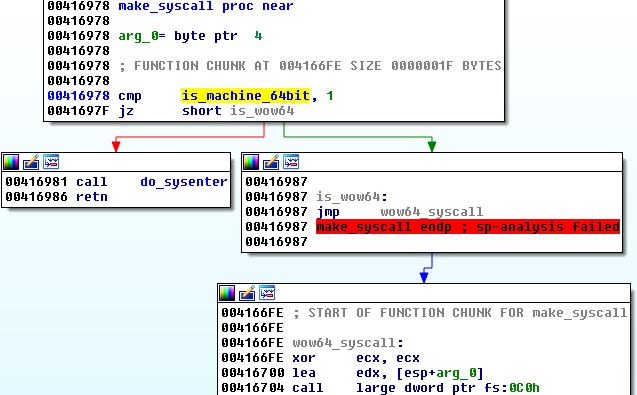 00416978 make_syscall proc near
00416978
00416978 arg_0= byte ptr 4
00416978
00416978 ; FUNCTION CHUNK AT 004166FE SIZE 0000001F BYTES
00416978
00416978 cmp is_machine_64bit, 1
0041697F jz short is_wow64
00416981 call do_sysenter
00416986 retn
00416987
00416987 is_wow64:
00416987 jmp wow64_syscall
00416987 make_syscall endp ; sp-analysis failed
00416987
004166FE ; START OF FUNCTION CHUNK FOR make_syscall
004166FE
004166FE wow64_syscall:
004166FE xor ecx, ecx
00416700 lea edx, [esp+arg_0]
00416704 call large dword ptr fs:0C0h